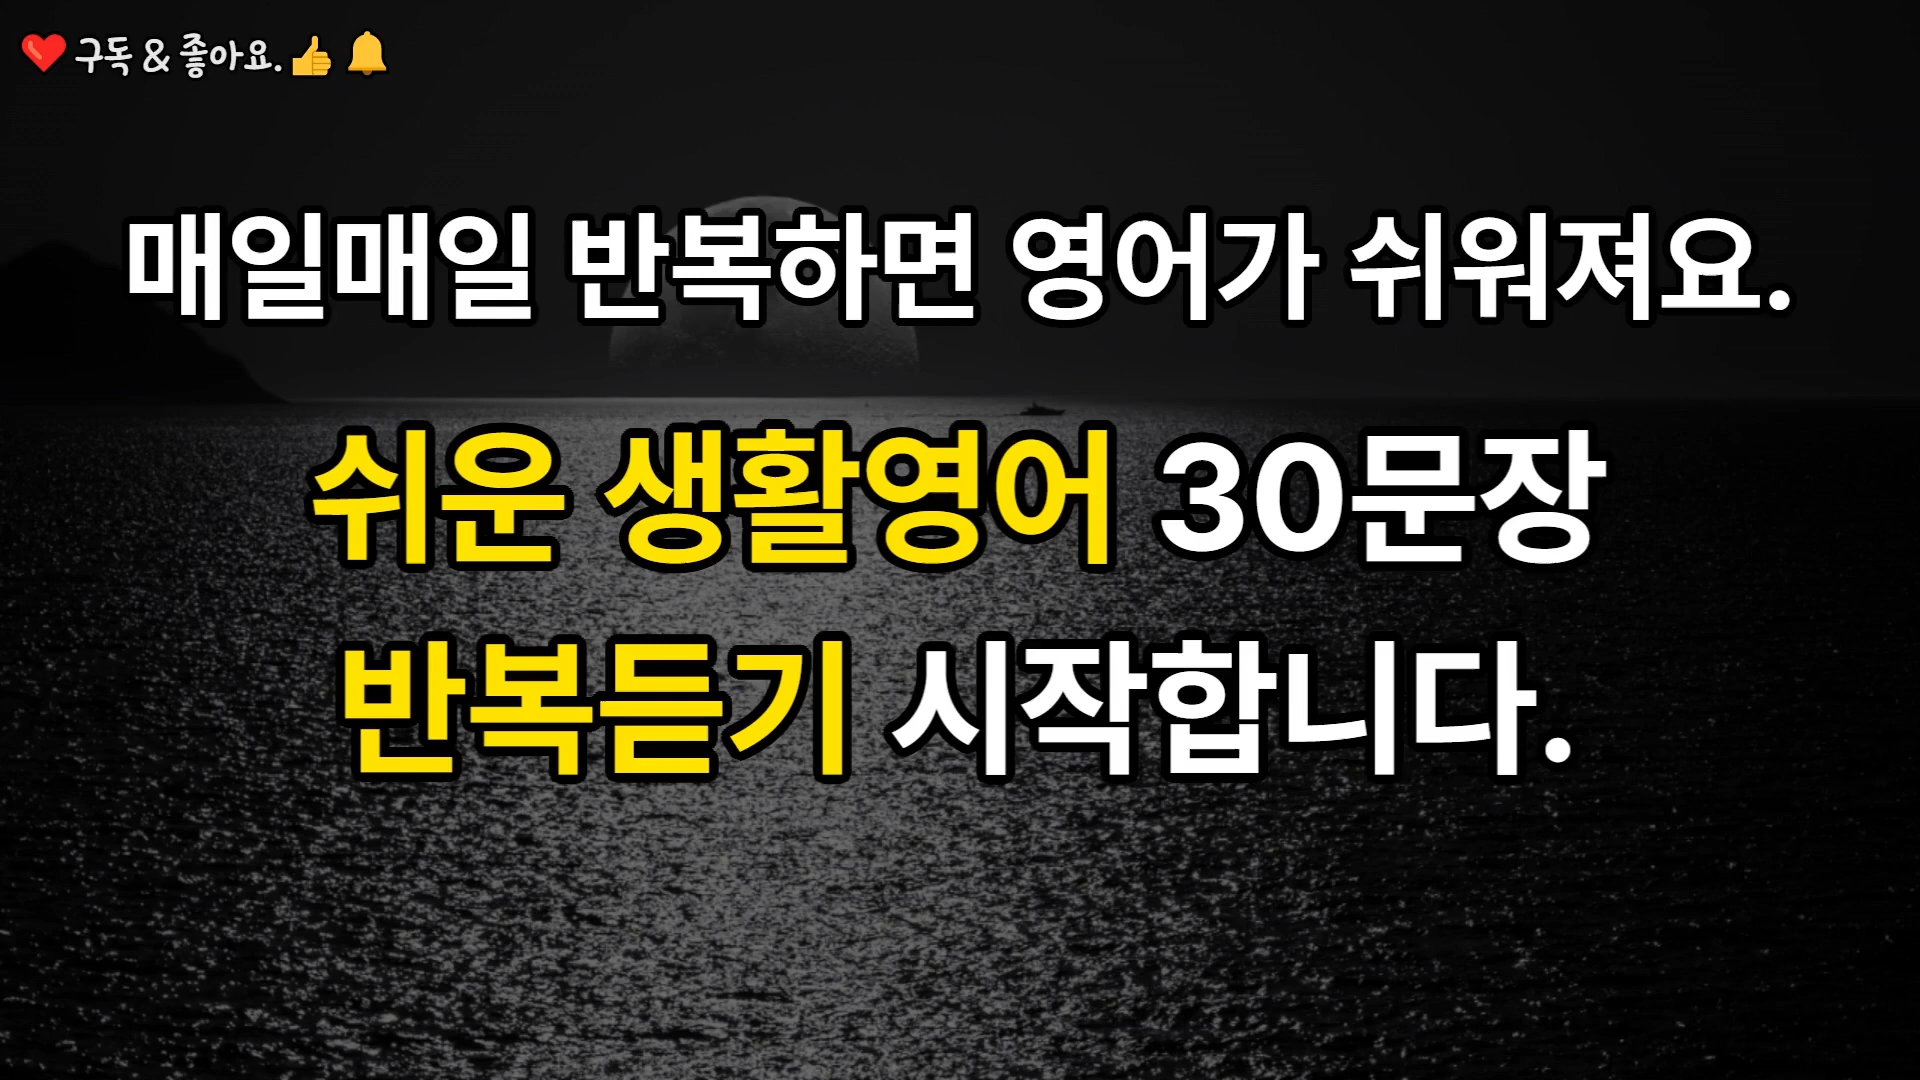 ❤️ 구독 & 좋아요. 👍 🔔
매일매일 반복하면 영어가 쉬워져요.
쉬운 생활영어 30문장
반복듣기 시작합니다.